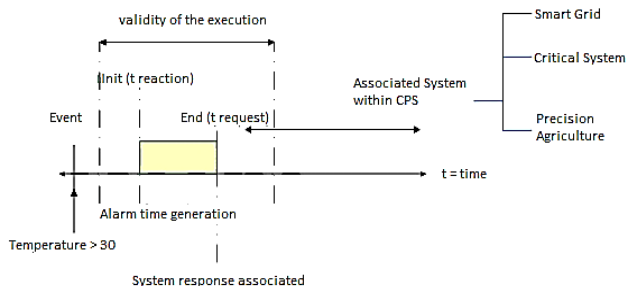 Smart Grid
validity of the execution
Critical System
Init (t reaction)
Associated System
within CPS
Event
End (t request)
Precision
Agriculture
t = time
Alarm time generation
Temperature > 30
System response associated